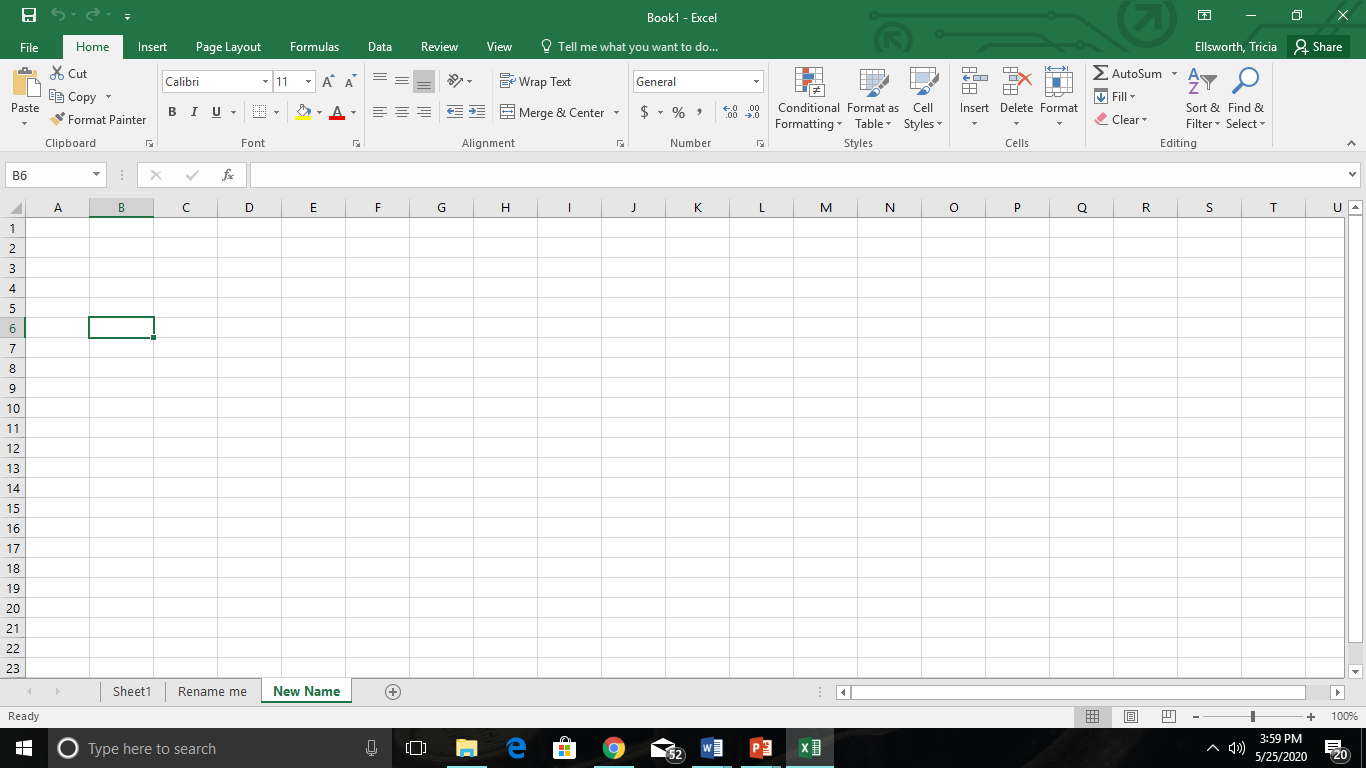 Book1 - Excel
File Home Insert Page Layout Formulas Data Review View Tell me what you want to do... Ellsworth, Tricia Share
Paste Cut Copy Format Painter
Calibri 11
B I U A
Wrap Text
Merge & Center
General
$ % ,
Conditional Formatting Format as Table Cell Styles
Insert Delete Format
AutoSum
Fill
Clear
Sort & Filter Find & Select
Clipboard Font Alignment Number Styles Cells Editing
B6 fx
A B C D E F G H I J K L M N O P Q R S T U
1
2
3
4
5
6
7
8
9
10
11
12
13
14
15
16
17
18
19
20
21
22
23
Sheet1 Rename me New Name
Ready 100%
Type here to search 52 3:59 PM
5/25/2020 20